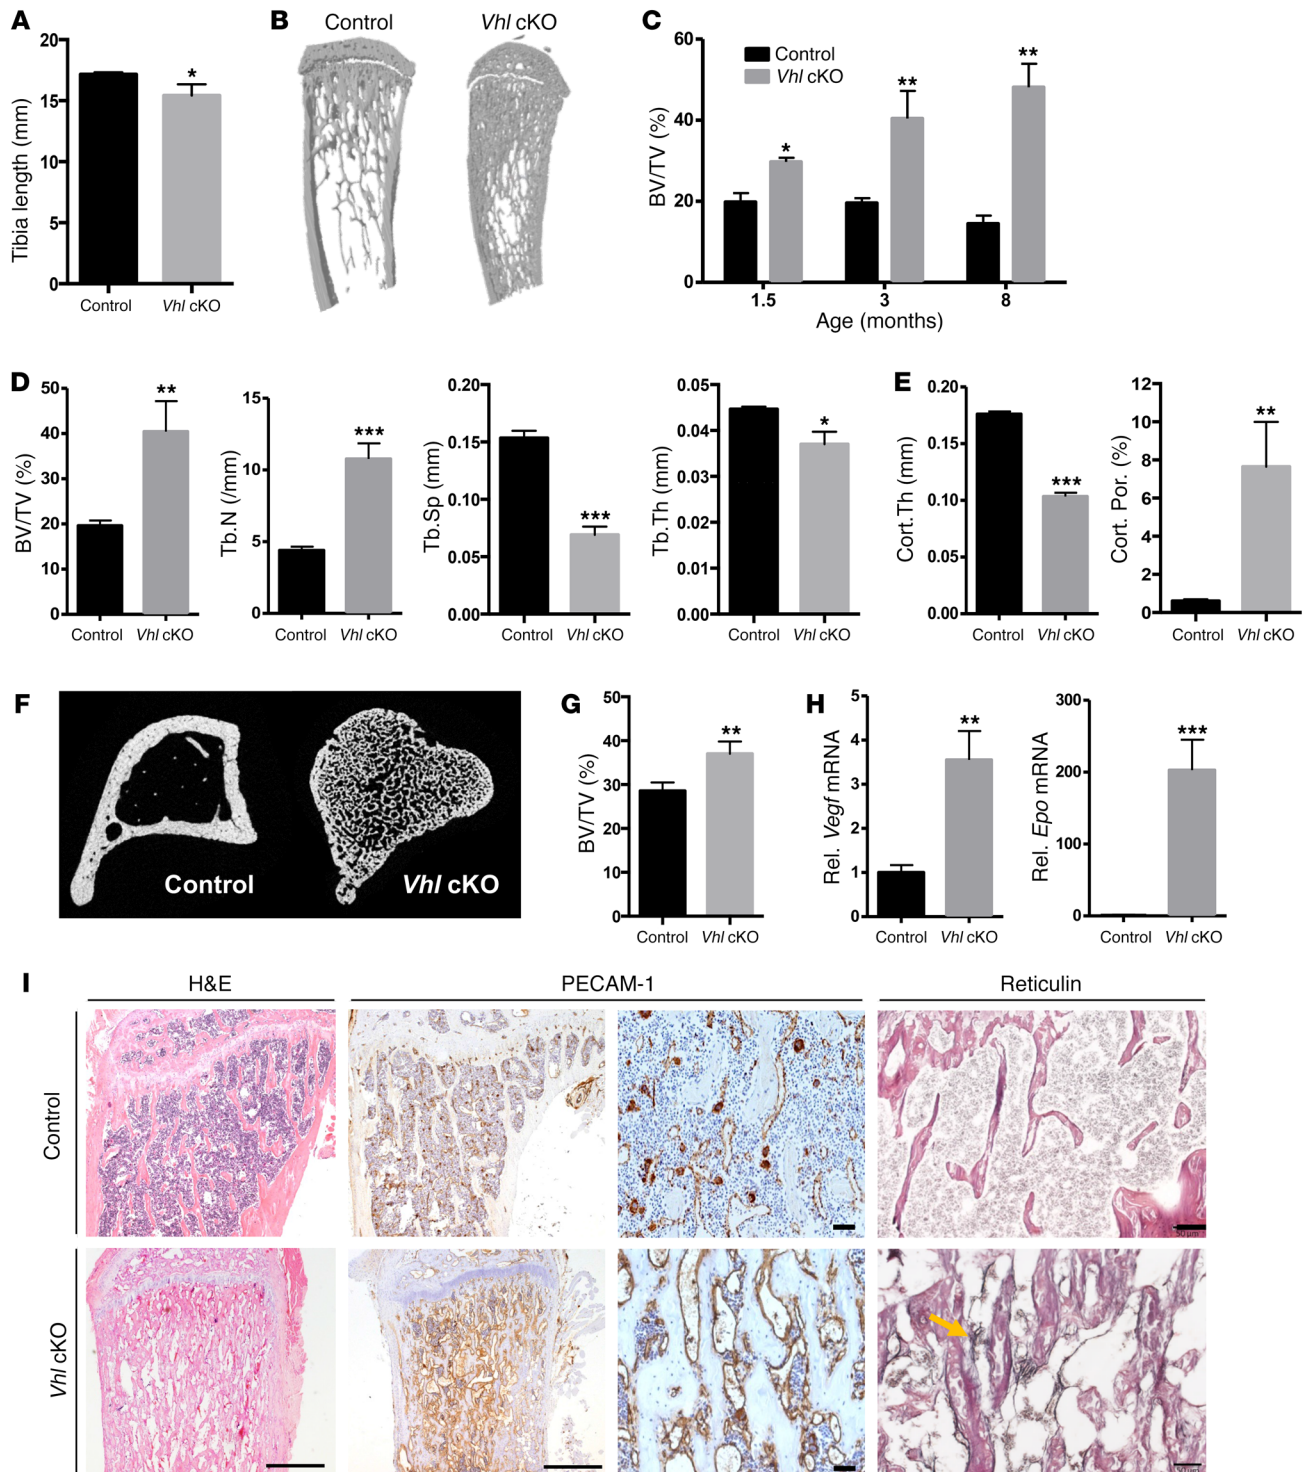 A
Tibia length (mm)
20
15
10
5
0
*
Control
Vhl cKO
B
Control
Vhl cKO
C
BV/TV (%)
60
40
20
0
Control
Vhl cKO
*
**
**
1.5
3
8
Age (months)
D
BV/TV (%)
50
40
30
20
10
0
**
Control
Vhl cKO
Tb.N (/mm)
15
10
5
0
***
Control
Vhl cKO
Tb.Sp (mm)
0.20
0.15
0.10
0.05
0.00
***
Control
Vhl cKO
Tb.Th (mm)
0.05
0.04
0.03
0.02
0.01
0.00
*
Control
Vhl cKO
E
Cort.Th (mm)
0.20
0.15
0.10
0.05
0.00
***
Control
Vhl cKO
Cort. Por. (%)
12
10
8
6
4
2
0
**
Control
Vhl cKO
F
Control
Vhl cKO
G
BV/TV (%)
50
40
30
20
10
0
**
Control
Vhl cKO
H
Rel. Vegf mRNA
5
4
3
2
1
0
**
Control
Vhl cKO
Rel. Epo mRNA
300
200
100
0
***
Control
Vhl cKO
I
H&E
PECAM-1
Reticulin
Control
50 µm
Vhl cKO